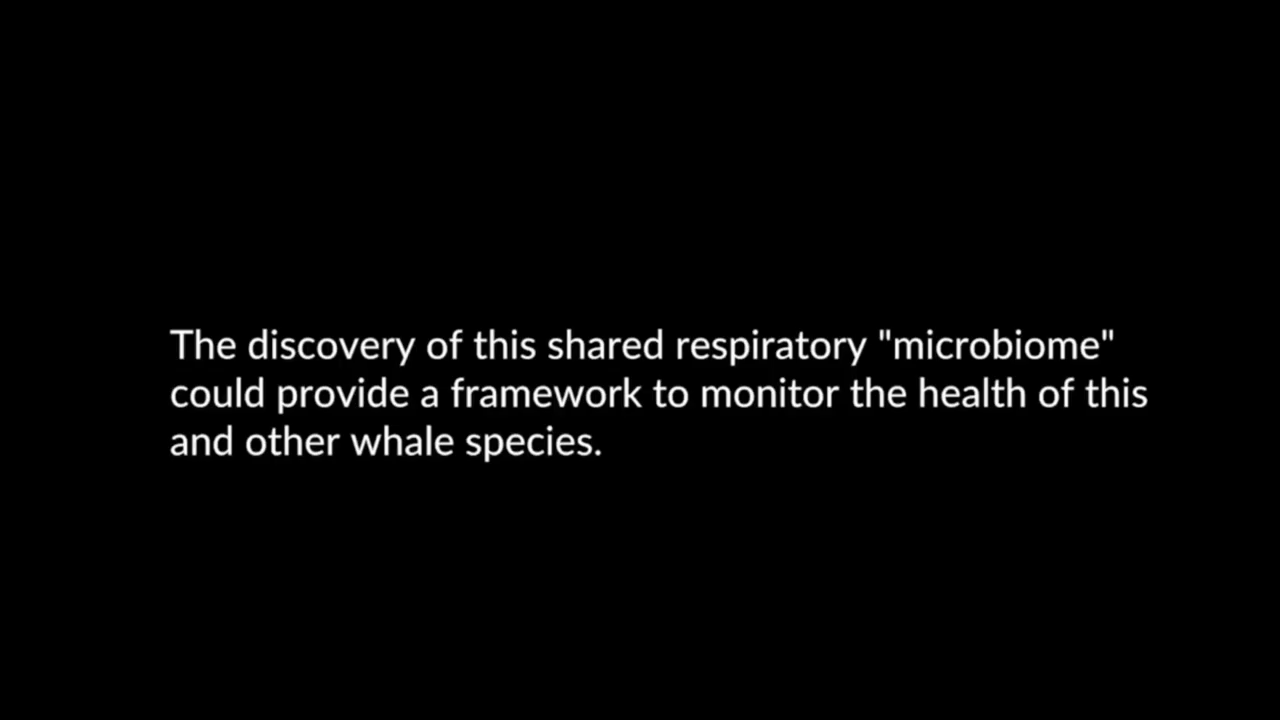 The discovery of this shared respiratory "microbiome"
could provide a framework to monitor the health of this
and other whale species.